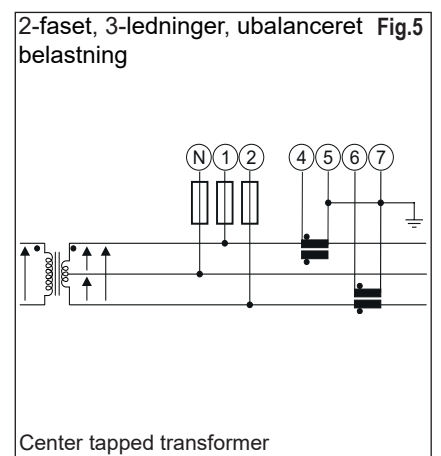 2-faset, 3-ledninger, ubalanceret Fig.5
belastning
N 1 2 4 5 6 7
Center tapped transformer